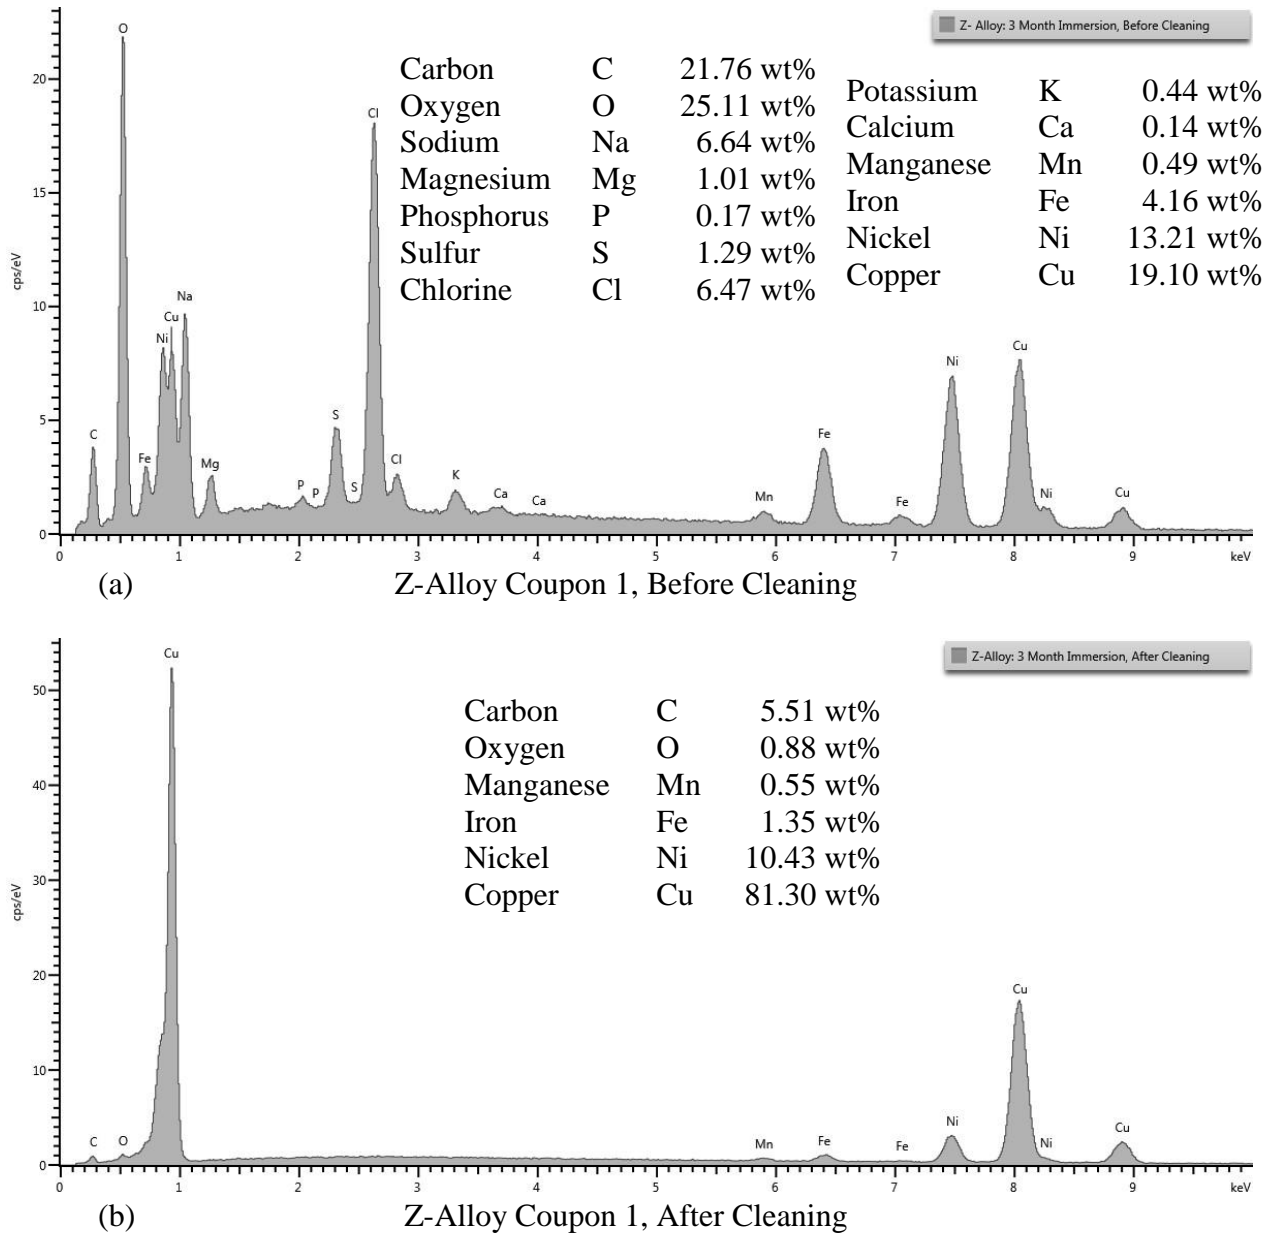 Z- Alloy: 3 Month Immersion, Before Cleaning
Carbon C 21.76 wt%
Oxygen O 25.11 wt%
Sodium Na 6.64 wt%
Magnesium Mg 1.01 wt%
Phosphorus P 0.17 wt%
Sulfur S 1.29 wt%
Chlorine Cl 6.47 wt%
Potassium K 0.44 wt%
Calcium Ca 0.14 wt%
Manganese Mn 0.49 wt%
Iron Fe 4.16 wt%
Nickel Ni 13.21 wt%
Copper Cu 19.10 wt%
cps/eV
20
15
10
5
0
C
O
Fe
Ni
Cu
Na
Mg
P
P
S
S
Cl
Cl
K
Ca
Ca
Mn
Fe
Fe
Ni
Cu
Ni
Cu
0 1 2 3 4 5 6 7 8 9 keV
(a) Z-Alloy Coupon 1, Before Cleaning
Z-Alloy: 3 Month Immersion, After Cleaning
Carbon C 5.51 wt%
Oxygen O 0.88 wt%
Manganese Mn 0.55 wt%
Iron Fe 1.35 wt%
Nickel Ni 10.43 wt%
Copper Cu 81.30 wt%
cps/eV
50
40
30
20
10
0
C
O
Cu
Mn
Fe
Fe
Ni
Cu
Ni
Cu
0 1 2 3 4 5 6 7 8 9 keV
(b) Z-Alloy Coupon 1, After Cleaning